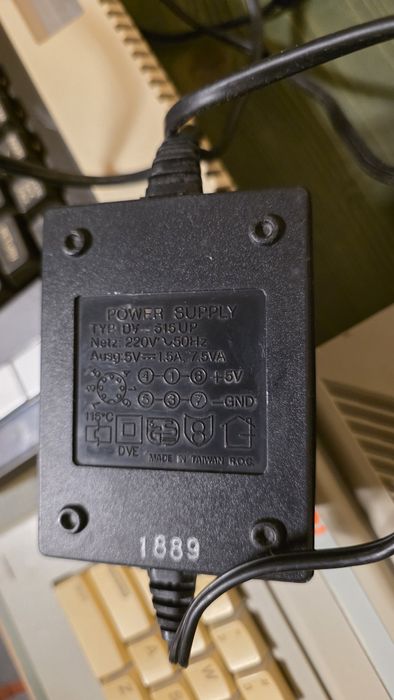 POWER SUPPLY
TYP. DV-515UP
Netz: 220V ∿50Hz
Ausg: 5V⎓1.5A, 7.5VA
④-①-⑥-+5V
⑤-③-⑦-—GND
115°C
DVE MADE IN TAIWAN R.O.C.
1889